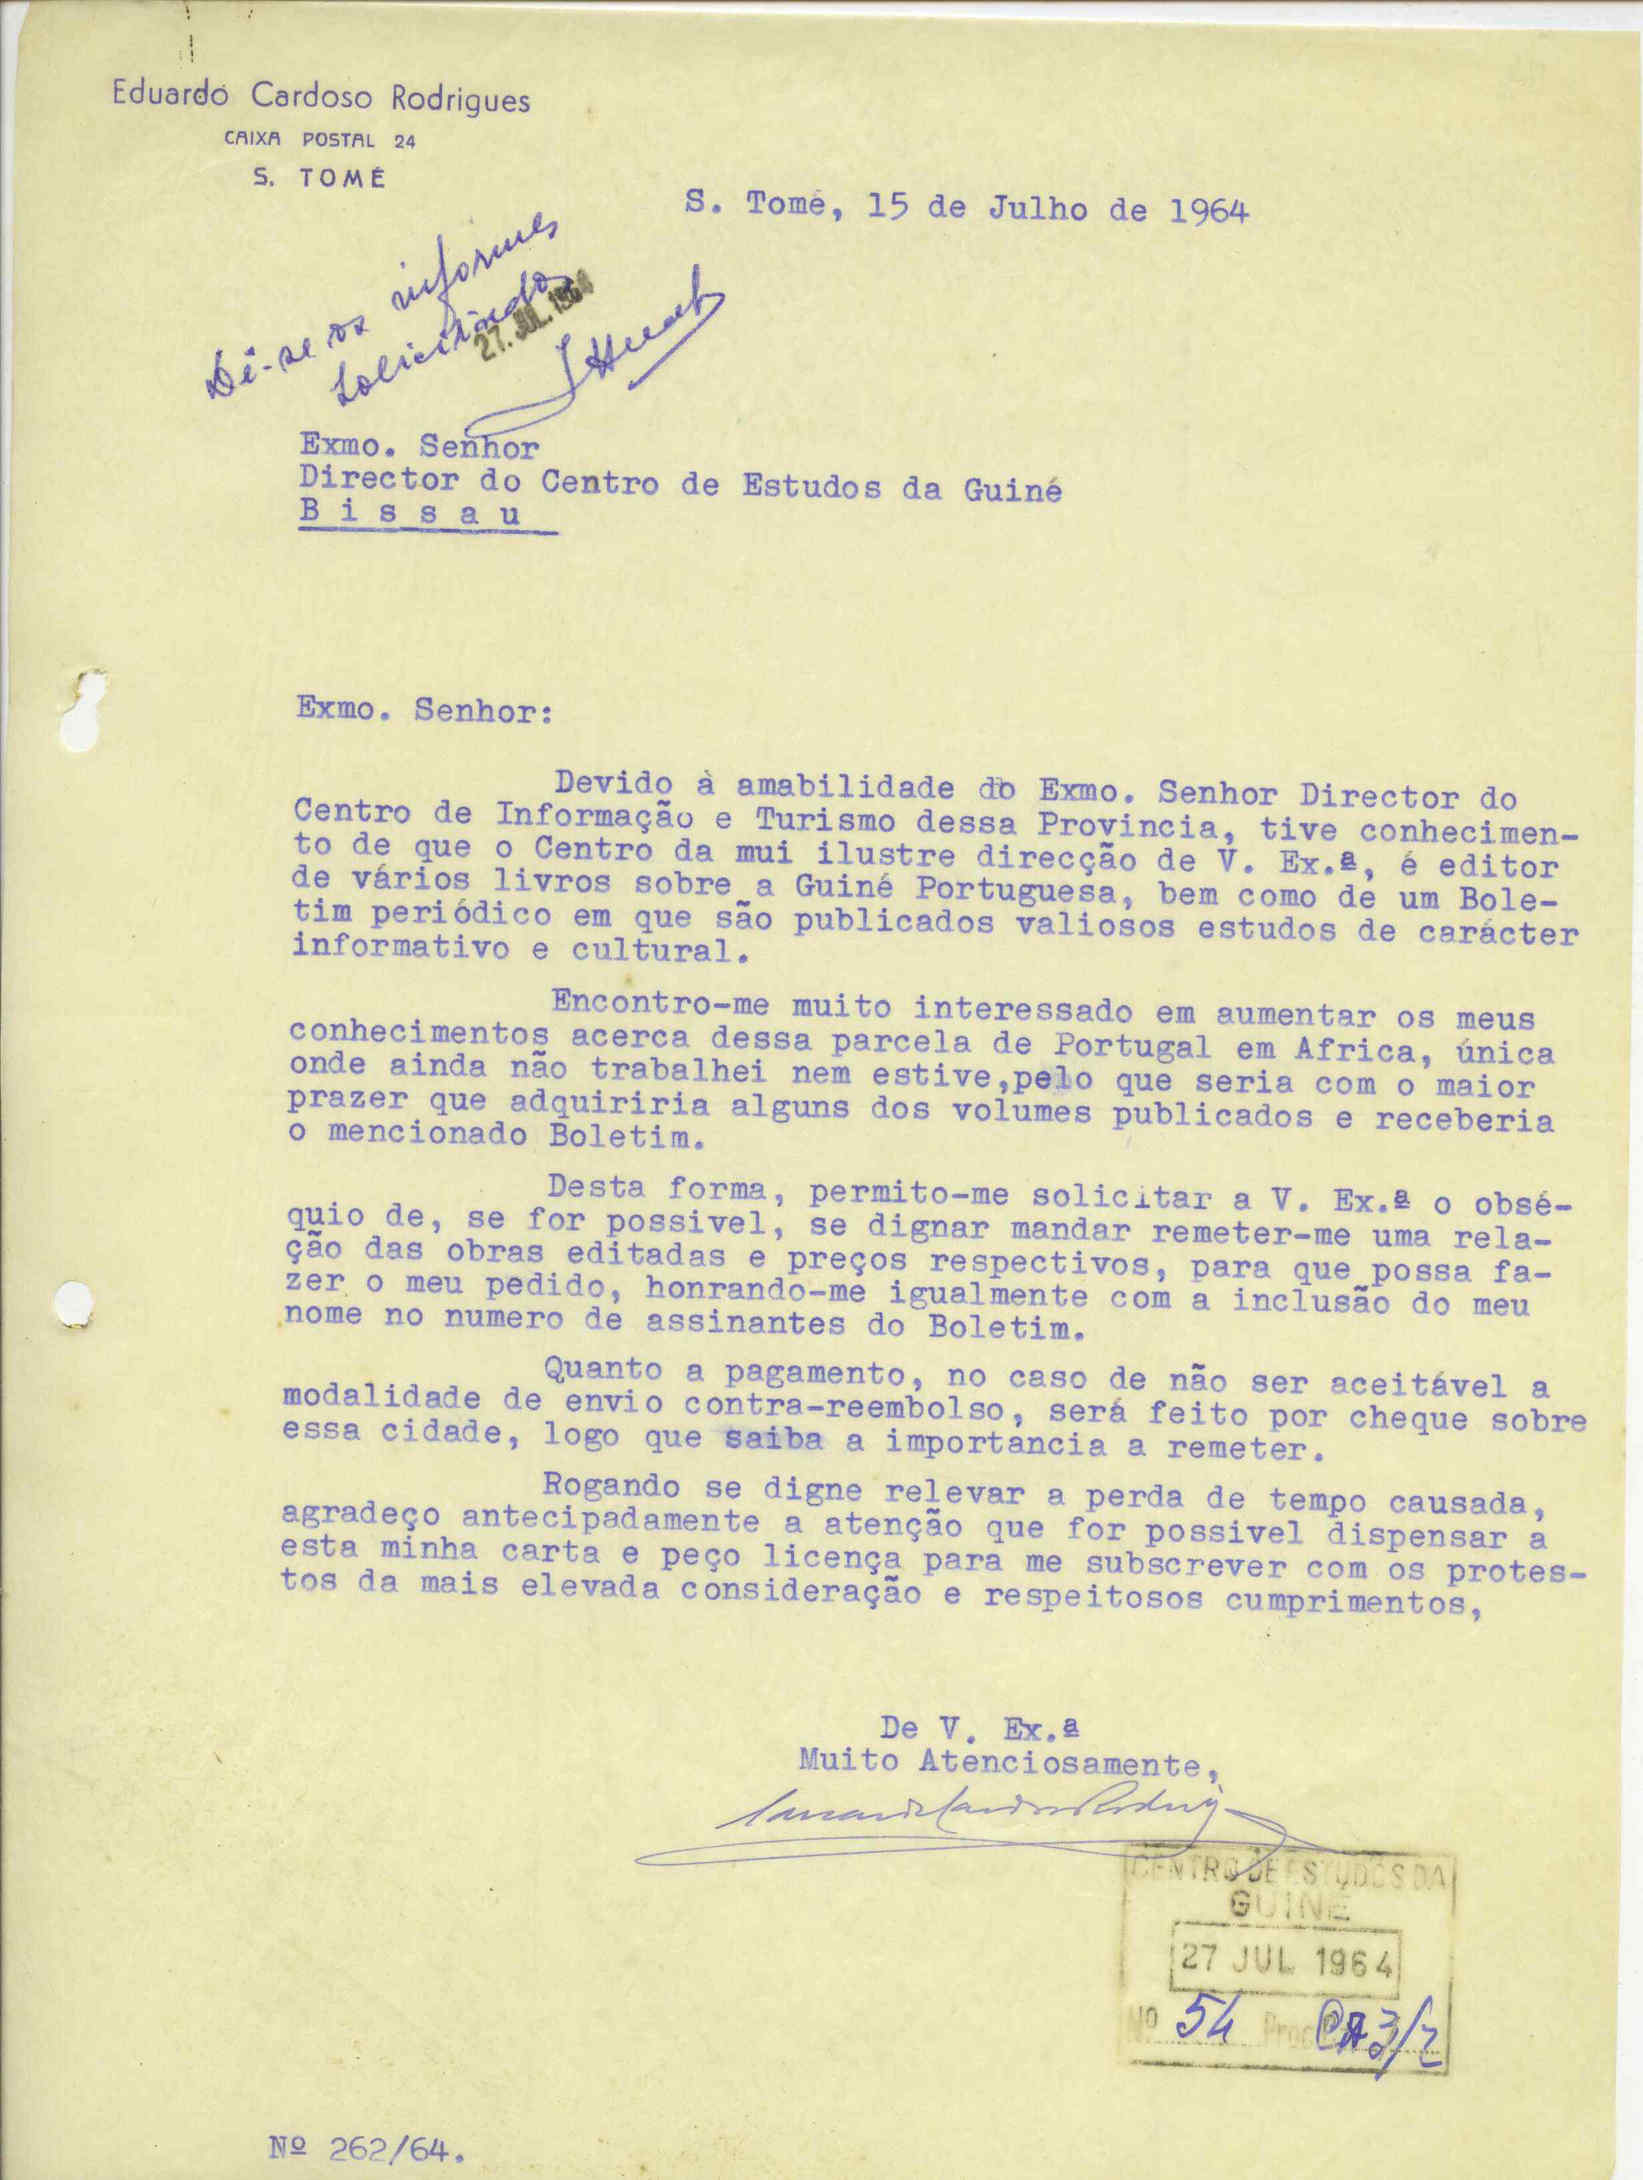 Eduardo Cardoso Rodrigues
CAIXA POSTAL 24
S. TOMÉ
S. Tomé, 15 de Julho de 1964
Dê-se os informes
solicitados
27. JUL. 1964
Exmo. Senhor
Director do Centro de Estudos da Guiné
B i s s a u
Exmo. Senhor:
Devido à amabilidade do Exmo. Senhor Director do
Centro de Informação e Turismo dessa Provincia, tive conhecimen-
to de que o Centro da mui ilustre direcção de V. Ex.ª, é editor
de vários livros sobre a Guiné Portuguesa, bem como de um Bole-
tim periódico em que são publicados valiosos estudos de carácter
informativo e cultural.
Encontro-me muito interessado em aumentar os meus
conhecimentos acerca dessa parcela de Portugal em Africa, única
onde ainda não trabalhei nem estive,pelo que seria com o maior
prazer que adquiriria alguns dos volumes publicados e receberia
o mencionado Boletim.
Desta forma, permito-me solicitar a V. Ex.ª o obsé-
quio de, se for possivel, se dignar mandar remeter-me uma rela-
ção das obras editadas e preços respectivos, para que possa fa-
zer o meu pedido, honrando-me igualmente com a inclusão do meu
nome no numero de assinantes do Boletim.
Quanto a pagamento, no caso de não ser aceitável a
modalidade de envio contra-reembolso, será feito por cheque sobre
essa cidade, logo que saiba a importancia a remeter.
Rogando se digne relevar a perda de tempo causada,
agradeço antecipadamente a atenção que for possivel dispensar a
esta minha carta e peço licença para me subscrever com os protes-
tos da mais elevada consideração e respeitosos cumprimentos,
De V. Ex.ª
Muito Atenciosamente,
CENTRO DE ESTUDOS DA
GUINÉ
27 JUL 1964
Nº 54 Proc. CA3/2
Nº 262/64.